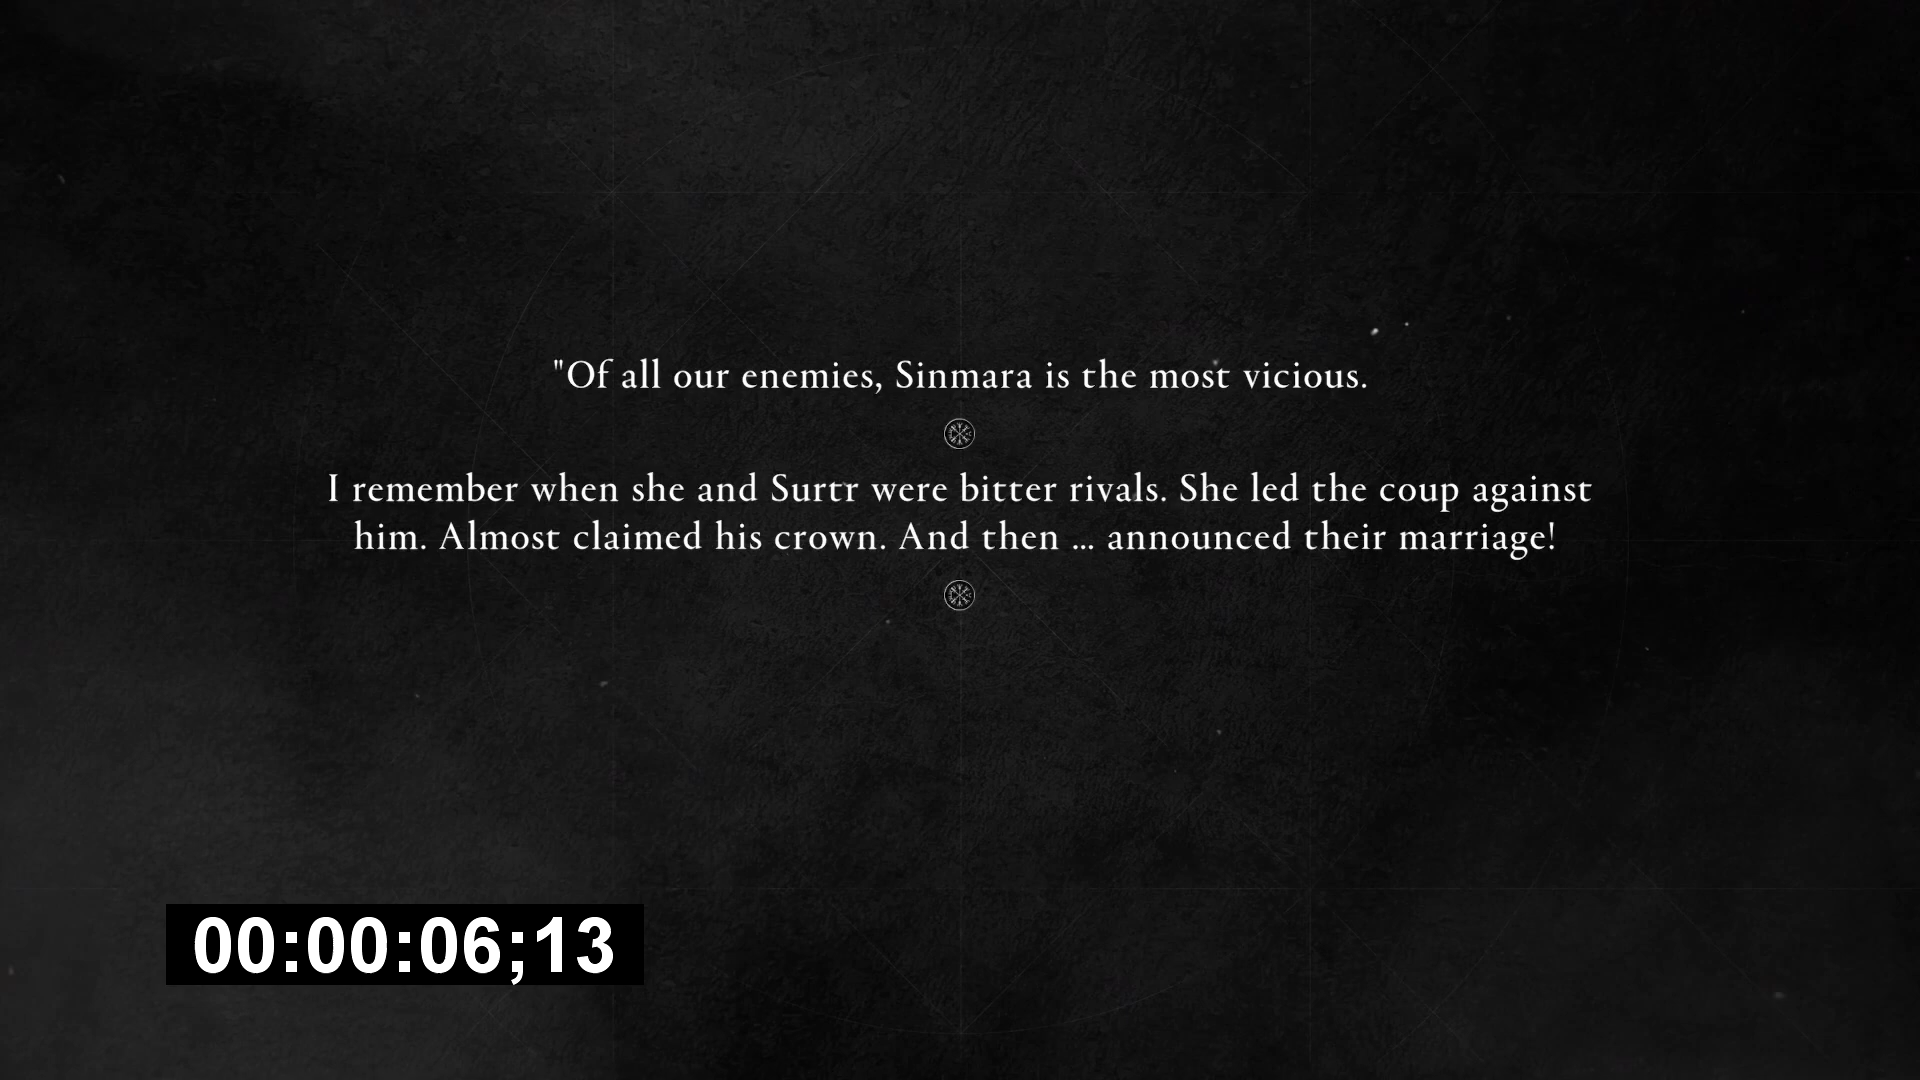 "Of all our enemies, Sinmara is the most vicious.
I remember when she and Surtr were bitter rivals. She led the coup against
him. Almost claimed his crown. And then ... announced their marriage!
00:00:06;13